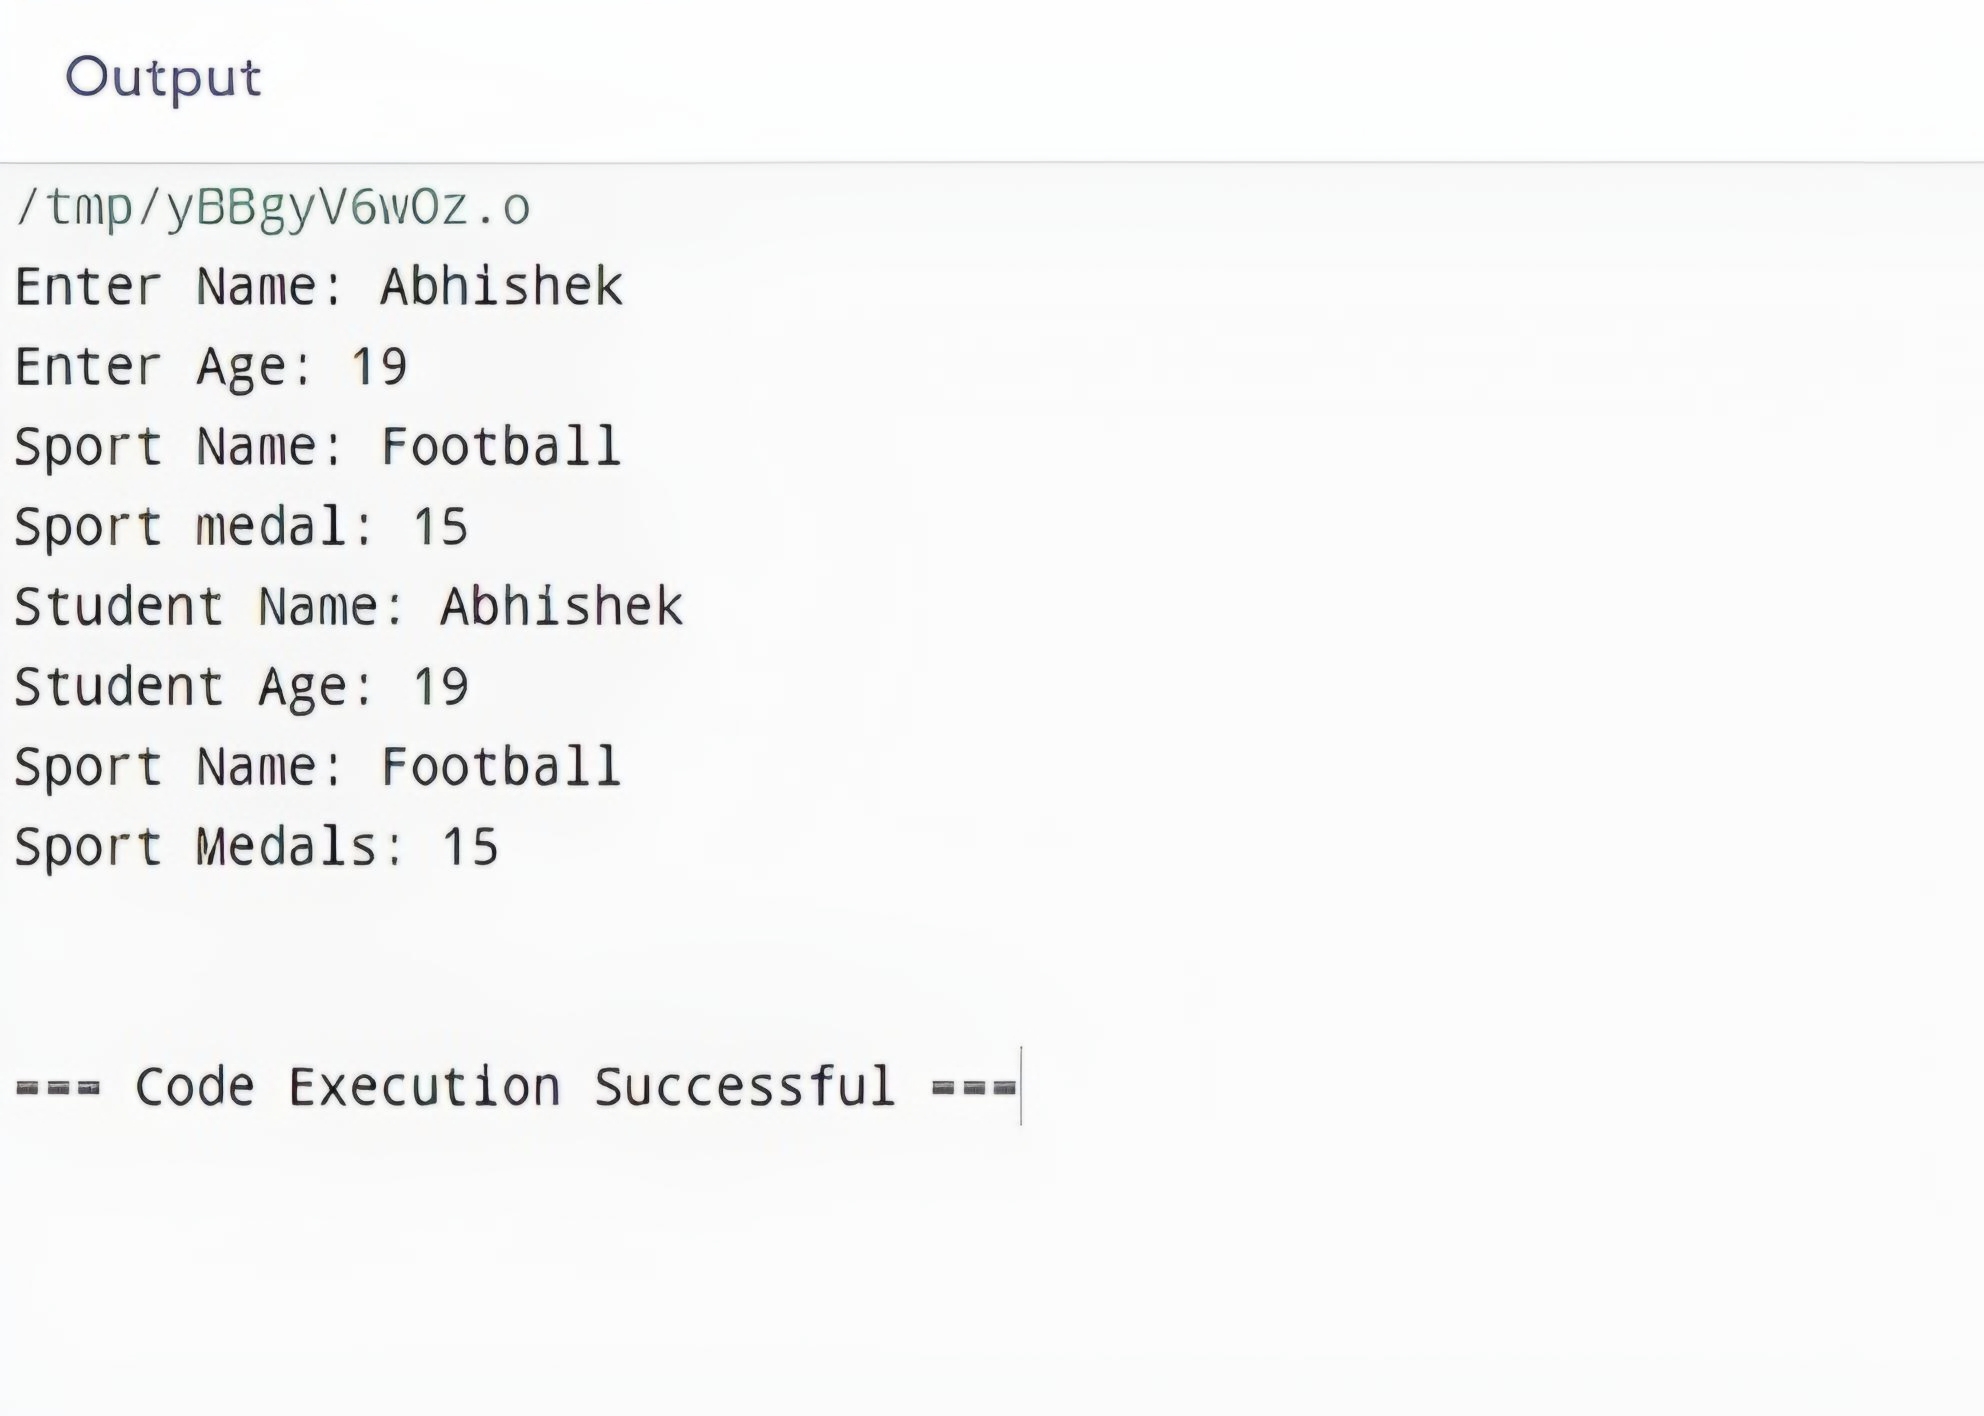 Output
/tmp/yBBgyV6wOz.o
Enter Name: Abhishek
Enter Age: 19
Sport Name: Football
Sport medal: 15
Student Name: Abhishek
Student Age: 19
Sport Name: Football
Sport Medals: 15
=== Code Execution Successful ===